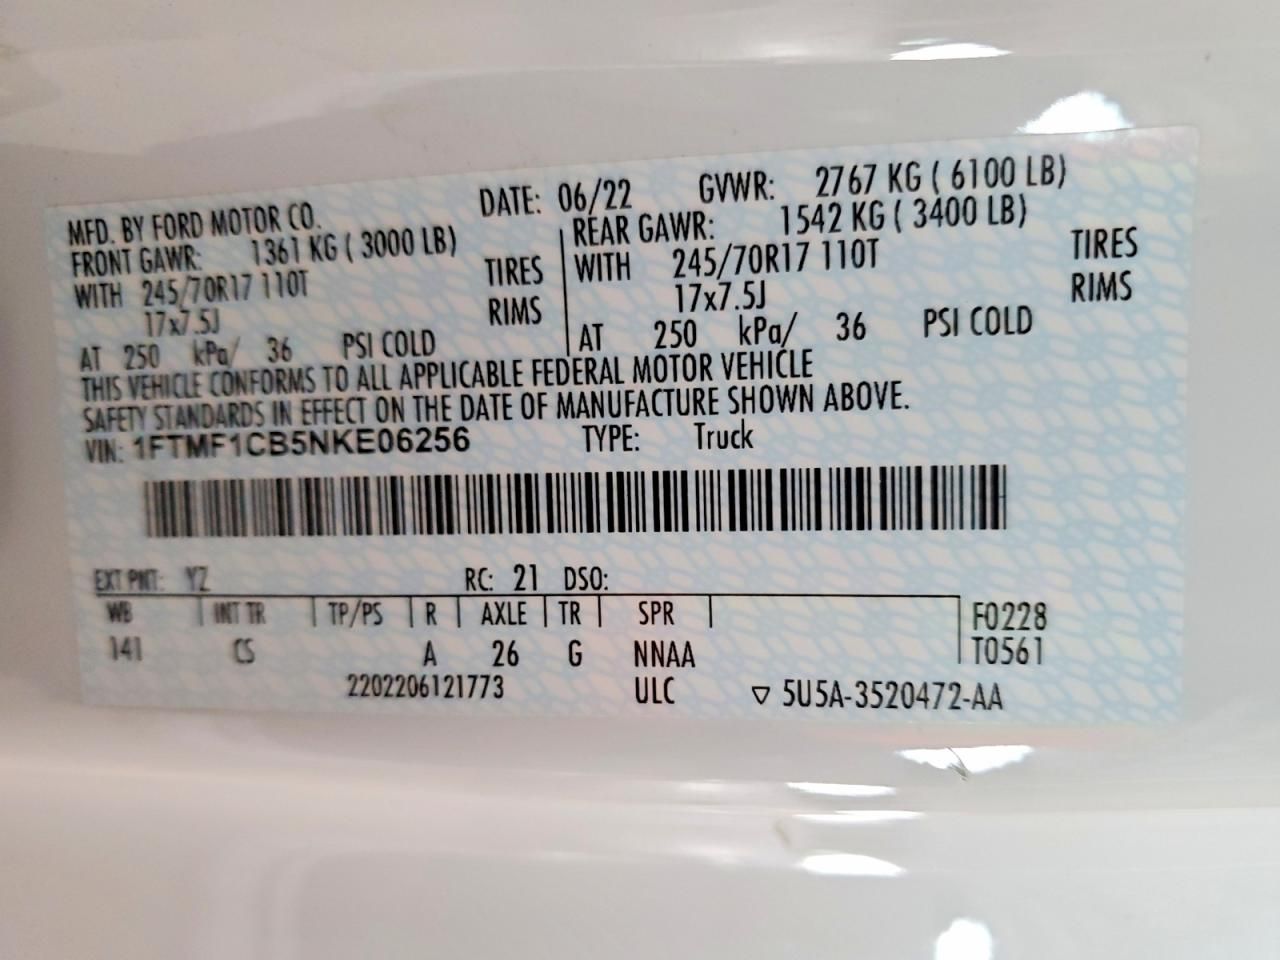 MFD. BY FORD MOTOR CO. DATE: 06/22 GVWR: 2767 KG ( 6100 LB)
FRONT GAWR: 1361 KG ( 3000 LB) REAR GAWR: 1542 KG ( 3400 LB)
WITH 245/70R17 110T TIRES WITH 245/70R17 110T TIRES
17x7.5J RIMS 17x7.5J RIMS
AT 250 kPa/ 36 PSI COLD AT 250 kPa/ 36 PSI COLD
THIS VEHICLE CONFORMS TO ALL APPLICABLE FEDERAL MOTOR VEHICLE
SAFETY STANDARDS IN EFFECT ON THE DATE OF MANUFACTURE SHOWN ABOVE.
VIN: 1FTMF1CB5NKE06256 TYPE: Truck
EXT PNT: YZ RC: 21 DSO:
WB INT TR TP/PS R AXLE TR SPR F0228
141 CS A 26 G NNAA T0561
2202206121773 ULC ▽ 5U5A-3520472-AA